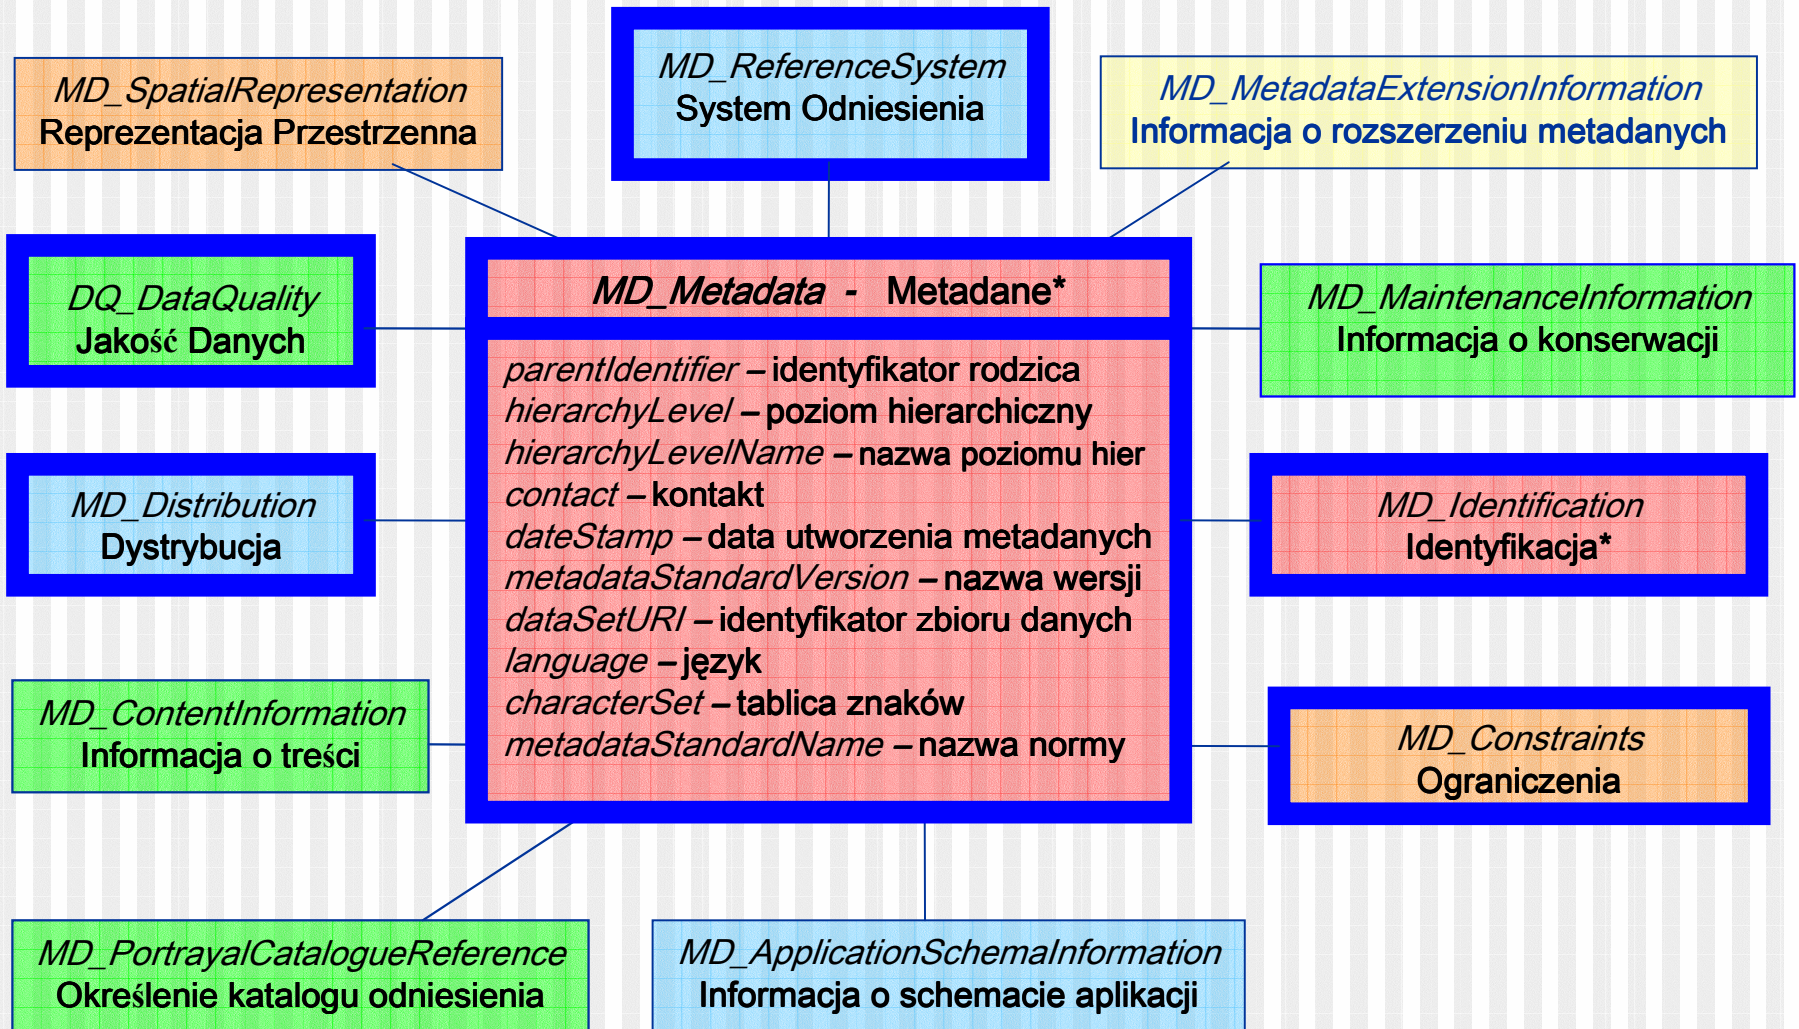 MD_SpatialRepresentation
Reprezentacja Przestrzenna
MD_ReferenceSystem
System Odniesienia
MD_MetadataExtensionInformation
Informacja o rozszerzeniu metadanych
DQ_DataQuality
Jakość Danych
MD_Metadata - Metadane*
parentIdentifier – identyfikator rodzica
hierarchyLevel – poziom hierarchiczny
hierarchyLevelName – nazwa poziomu hier
contact – kontakt
dateStamp – data utworzenia metadanych
metadataStandardVersion – nazwa wersji
dataSetURI – identyfikator zbioru danych
language – język
characterSet – tablica znaków
metadataStandardName – nazwa normy
MD_MaintenanceInformation
Informacja o konserwacji
MD_Distribution
Dystrybucja
MD_Identification
Identyfikacja*
MD_ContentInformation
Informacja o treści
MD_Constraints
Ograniczenia
MD_PortrayalCatalogueReference
Określenie katalogu odniesienia
MD_ApplicationSchemaInformation
Informacja o schemacie aplikacji